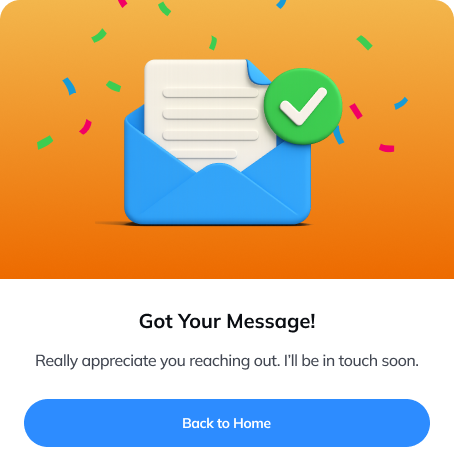 Got Your Message!
Really appreciate you reaching out. I'll be in touch soon.
Back to Home